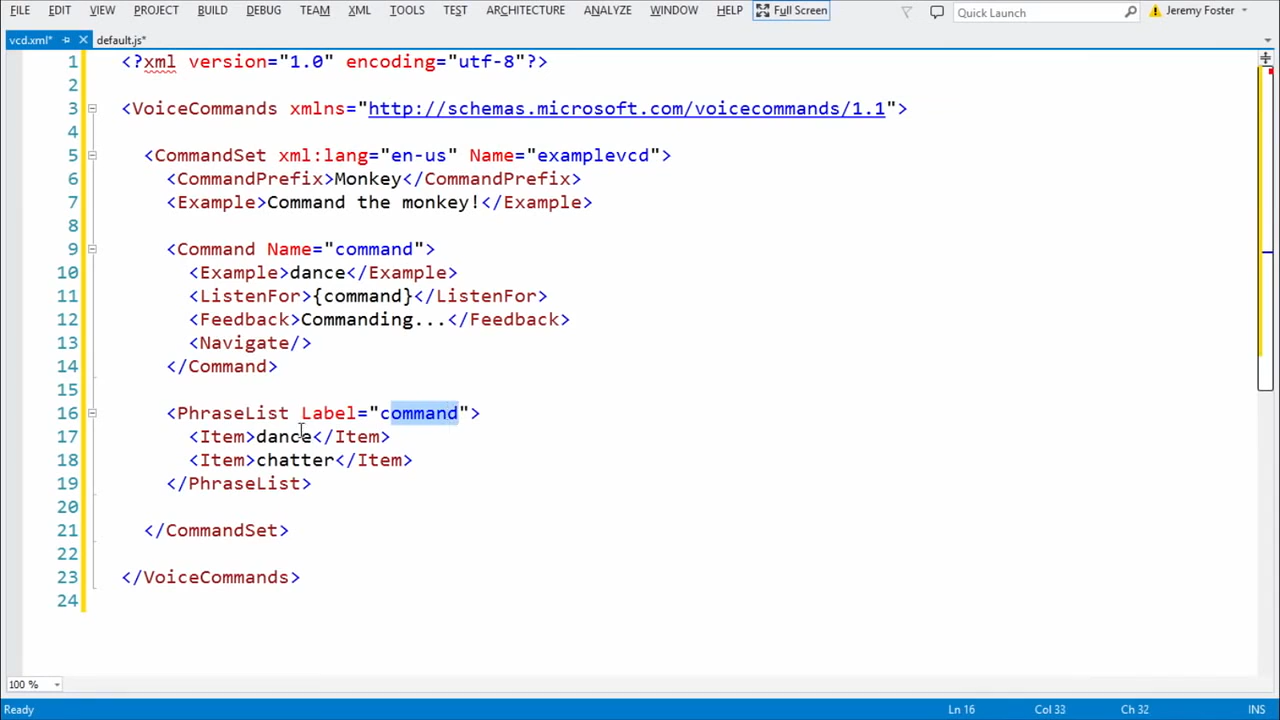 FILE EDIT VIEW PROJECT BUILD DEBUG TEAM XML TOOLS TEST ARCHITECTURE ANALYZE WINDOW HELP Full Screen Quick Launch Jeremy Foster
vcd.xml* default.js*
1 <?xml version="1.0" encoding="utf-8"?>
2
3 <VoiceCommands xmlns="http://schemas.microsoft.com/voicecommands/1.1">
4
5 <CommandSet xml:lang="en-us" Name="examplevcd">
6 <CommandPrefix>Monkey</CommandPrefix>
7 <Example>Command the monkey!</Example>
8
9 <Command Name="command">
10 <Example>dance</Example>
11 <ListenFor>{command}</ListenFor>
12 <Feedback>Commanding...</Feedback>
13 <Navigate/>
14 </Command>
15
16 <PhraseList Label="command">
17 <Item>dance</Item>
18 <Item>chatter</Item>
19 </PhraseList>
20
21 </CommandSet>
22
23 </VoiceCommands>
24
100 %
Ready Ln 16 Col 33 Ch 32 INS